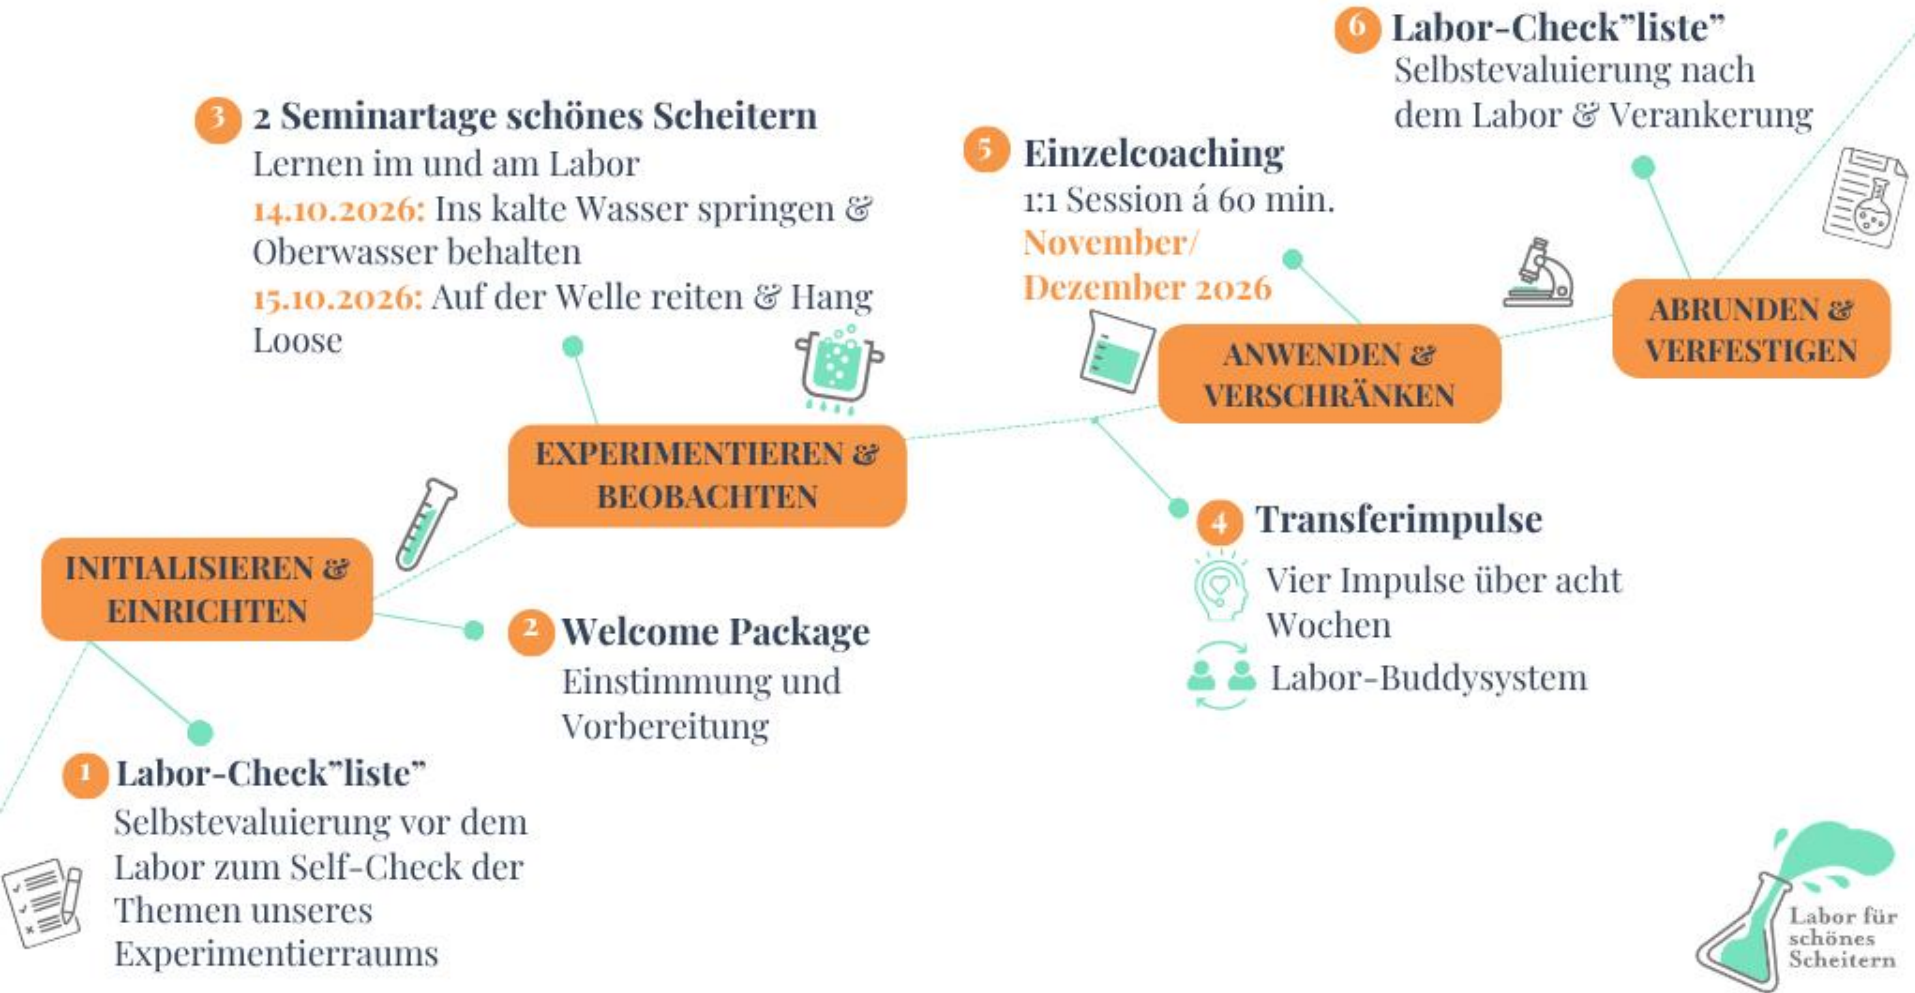 INITIALISIEREN &
EINRICHTEN
1 Labor-Check”liste”
Selbstevaluierung vor dem
Labor zum Self-Check der
Themen unseres
Experimentierraums
2 Welcome Package
Einstimmung und
Vorbereitung
EXPERIMENTIEREN &
BEOBACHTEN
3 2 Seminartage schönes Scheitern
Lernen im und am Labor
14.10.2026: Ins kalte Wasser springen &
Oberwasser behalten
15.10.2026: Auf der Welle reiten & Hang
Loose
4 Transferimpulse
Vier Impulse über acht
Wochen
Labor-Buddysystem
ANWENDEN &
VERSCHRÄNKEN
5 Einzelcoaching
1:1 Session á 60 min.
November/
Dezember 2026
ABRUNDEN &
VERFESTIGEN
6 Labor-Check”liste”
Selbstevaluierung nach
dem Labor & Verankerung
Labor für
schönes
Scheitern